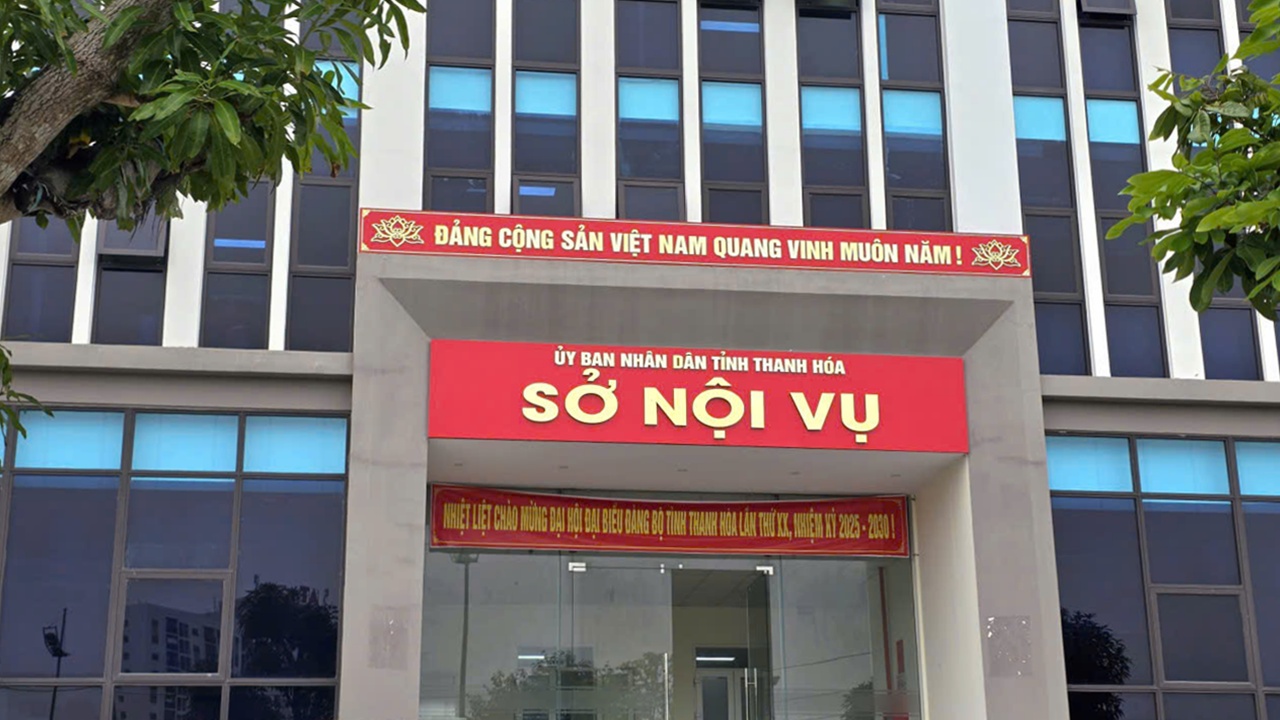 ĐẢNG CỘNG SẢN VIỆT NAM QUANG VINH MUÔN NĂM !
ỦY BAN NHÂN DÂN TỈNH THANH HÓA
SỞ NỘI VỤ
NHIỆT LIỆT CHÀO MỪNG ĐẠI HỘI ĐẠI BIỂU ĐẢNG BỘ TỈNH THANH HÓA LẦN THỨ XX, NHIỆM KỲ 2025 - 2030 !